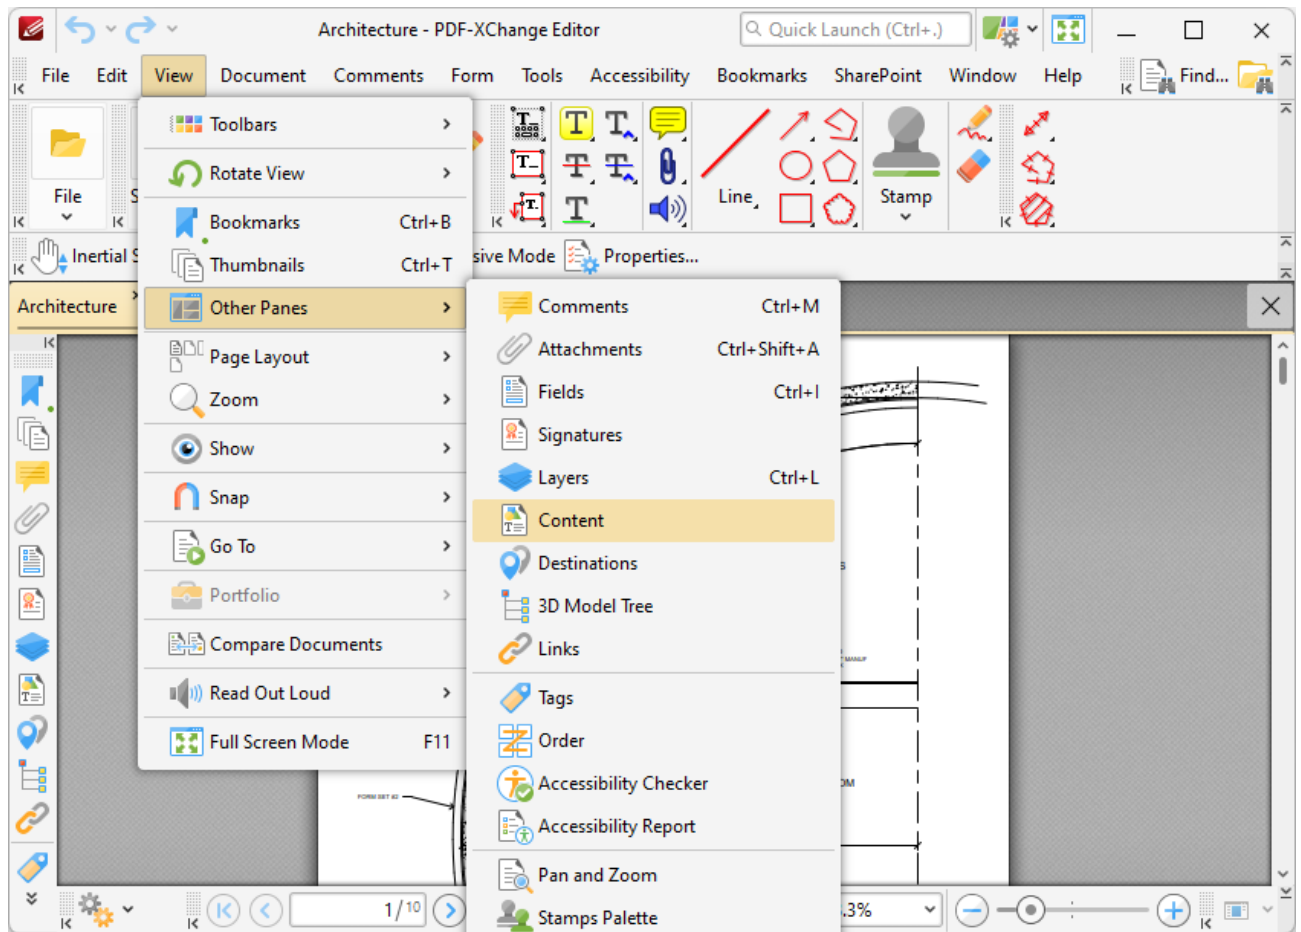 Architecture - PDF-XChange Editor
Quick Launch (Ctrl+.)
File Edit View Document Comments Form Tools Accessibility Bookmarks SharePoint Window Help Find...
Toolbars
Rotate View
Bookmarks Ctrl+B
Thumbnails Ctrl+T
Other Panes
Page Layout
Zoom
Show
Snap
Go To
Portfolio
Compare Documents
Read Out Loud
Full Screen Mode F11
File
Line
Stamp
Inertial S
sive Mode Properties...
Architecture
Comments Ctrl+M
Attachments Ctrl+Shift+A
Fields Ctrl+I
Signatures
Layers Ctrl+L
Content
Destinations
3D Model Tree
Links
Tags
Order
Accessibility Checker
Accessibility Report
Pan and Zoom
Stamps Palette
FORM SET #2
1/10
.3%